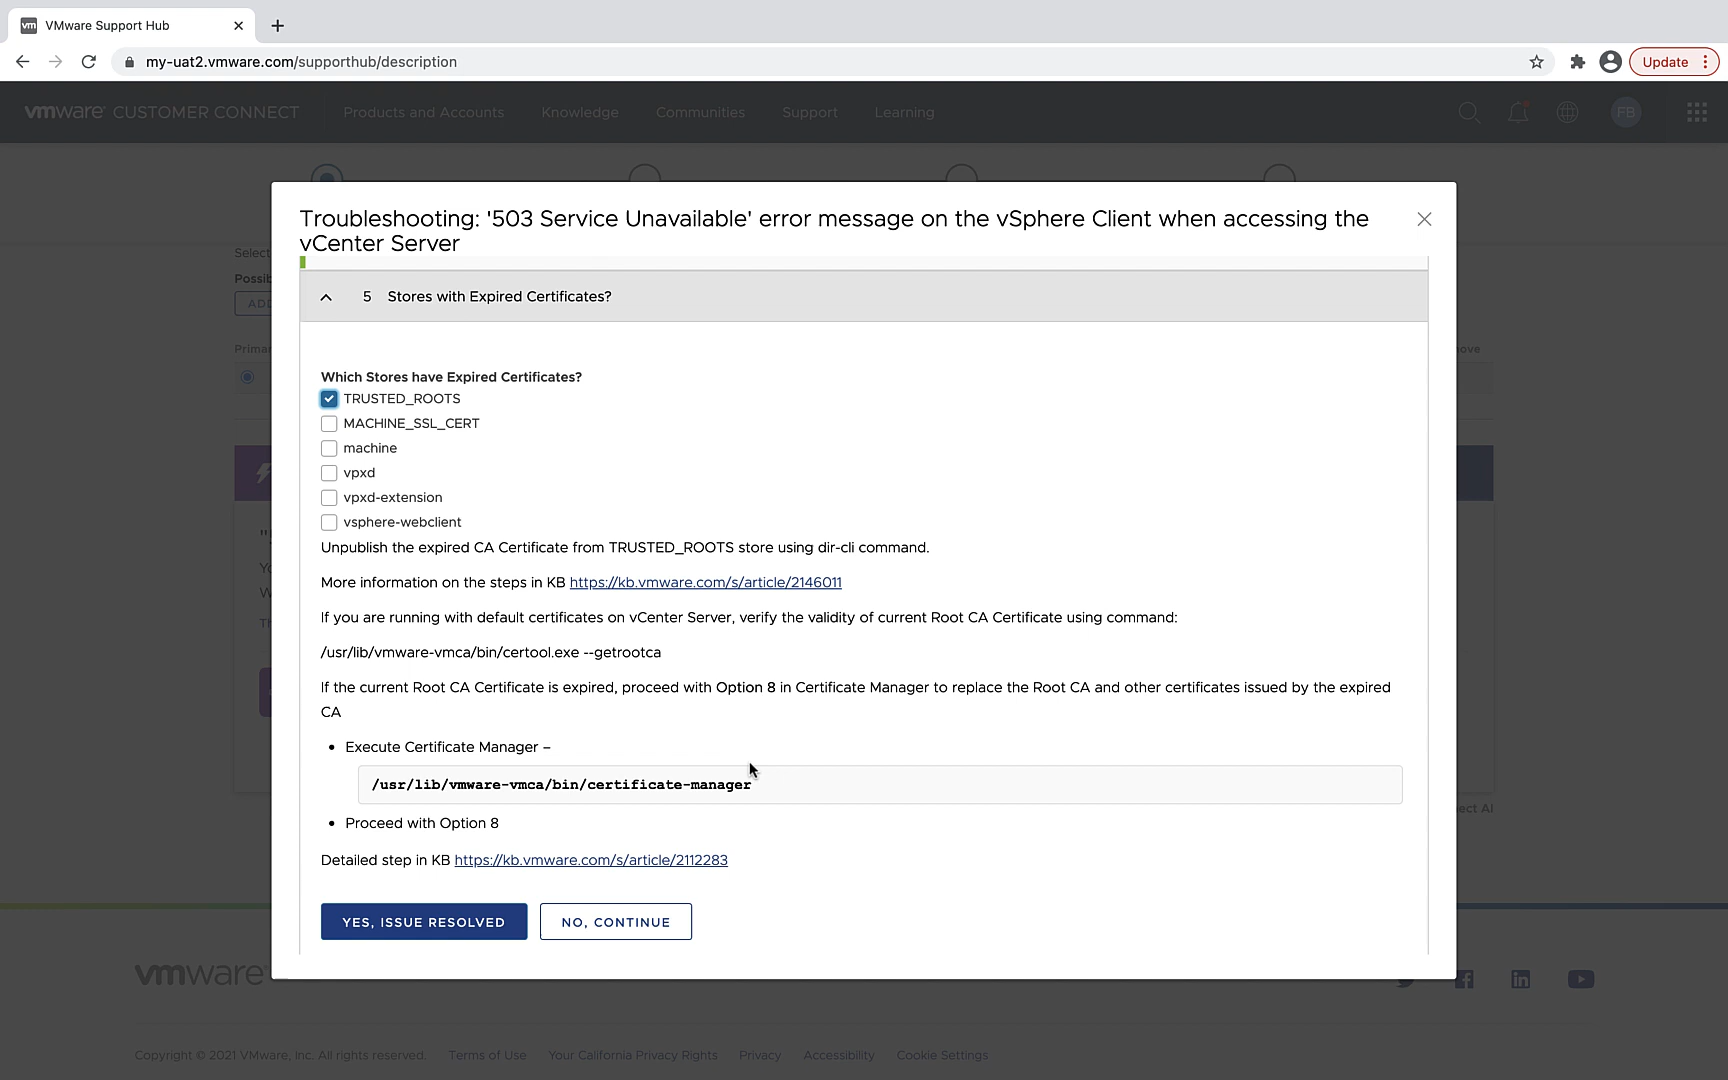 vm VMware Support Hub
my-uat2.vmware.com/supporthub/description
Update
vmware® CUSTOMER CONNECT
Products and Accounts
Knowledge
Communities
Support
Learning
FB
Troubleshooting: '503 Service Unavailable' error message on the vSphere Client when accessing the
vCenter Server
Select
Possib
ADD
Primar
ove
5 Stores with Expired Certificates?
Which Stores have Expired Certificates?
TRUSTED_ROOTS
MACHINE_SSL_CERT
machine
vpxd
vpxd-extension
vsphere-webclient
Unpublish the expired CA Certificate from TRUSTED_ROOTS store using dir-cli command.
More information on the steps in KB https://kb.vmware.com/s/article/2146011
If you are running with default certificates on vCenter Server, verify the validity of current Root CA Certificate using command:
/usr/lib/vmware-vmca/bin/certool.exe --getrootca
If the current Root CA Certificate is expired, proceed with Option 8 in Certificate Manager to replace the Root CA and other certificates issued by the expired
CA
• Execute Certificate Manager –
/usr/lib/vmware-vmca/bin/certificate-manager
• Proceed with Option 8
ect AI
Detailed step in KB https://kb.vmware.com/s/article/2112283
YES, ISSUE RESOLVED
NO, CONTINUE
vmware
Copyright © 2021 VMware, Inc. All rights reserved.
Terms of Use
Your California Privacy Rights
Privacy
Accessibility
Cookie Settings